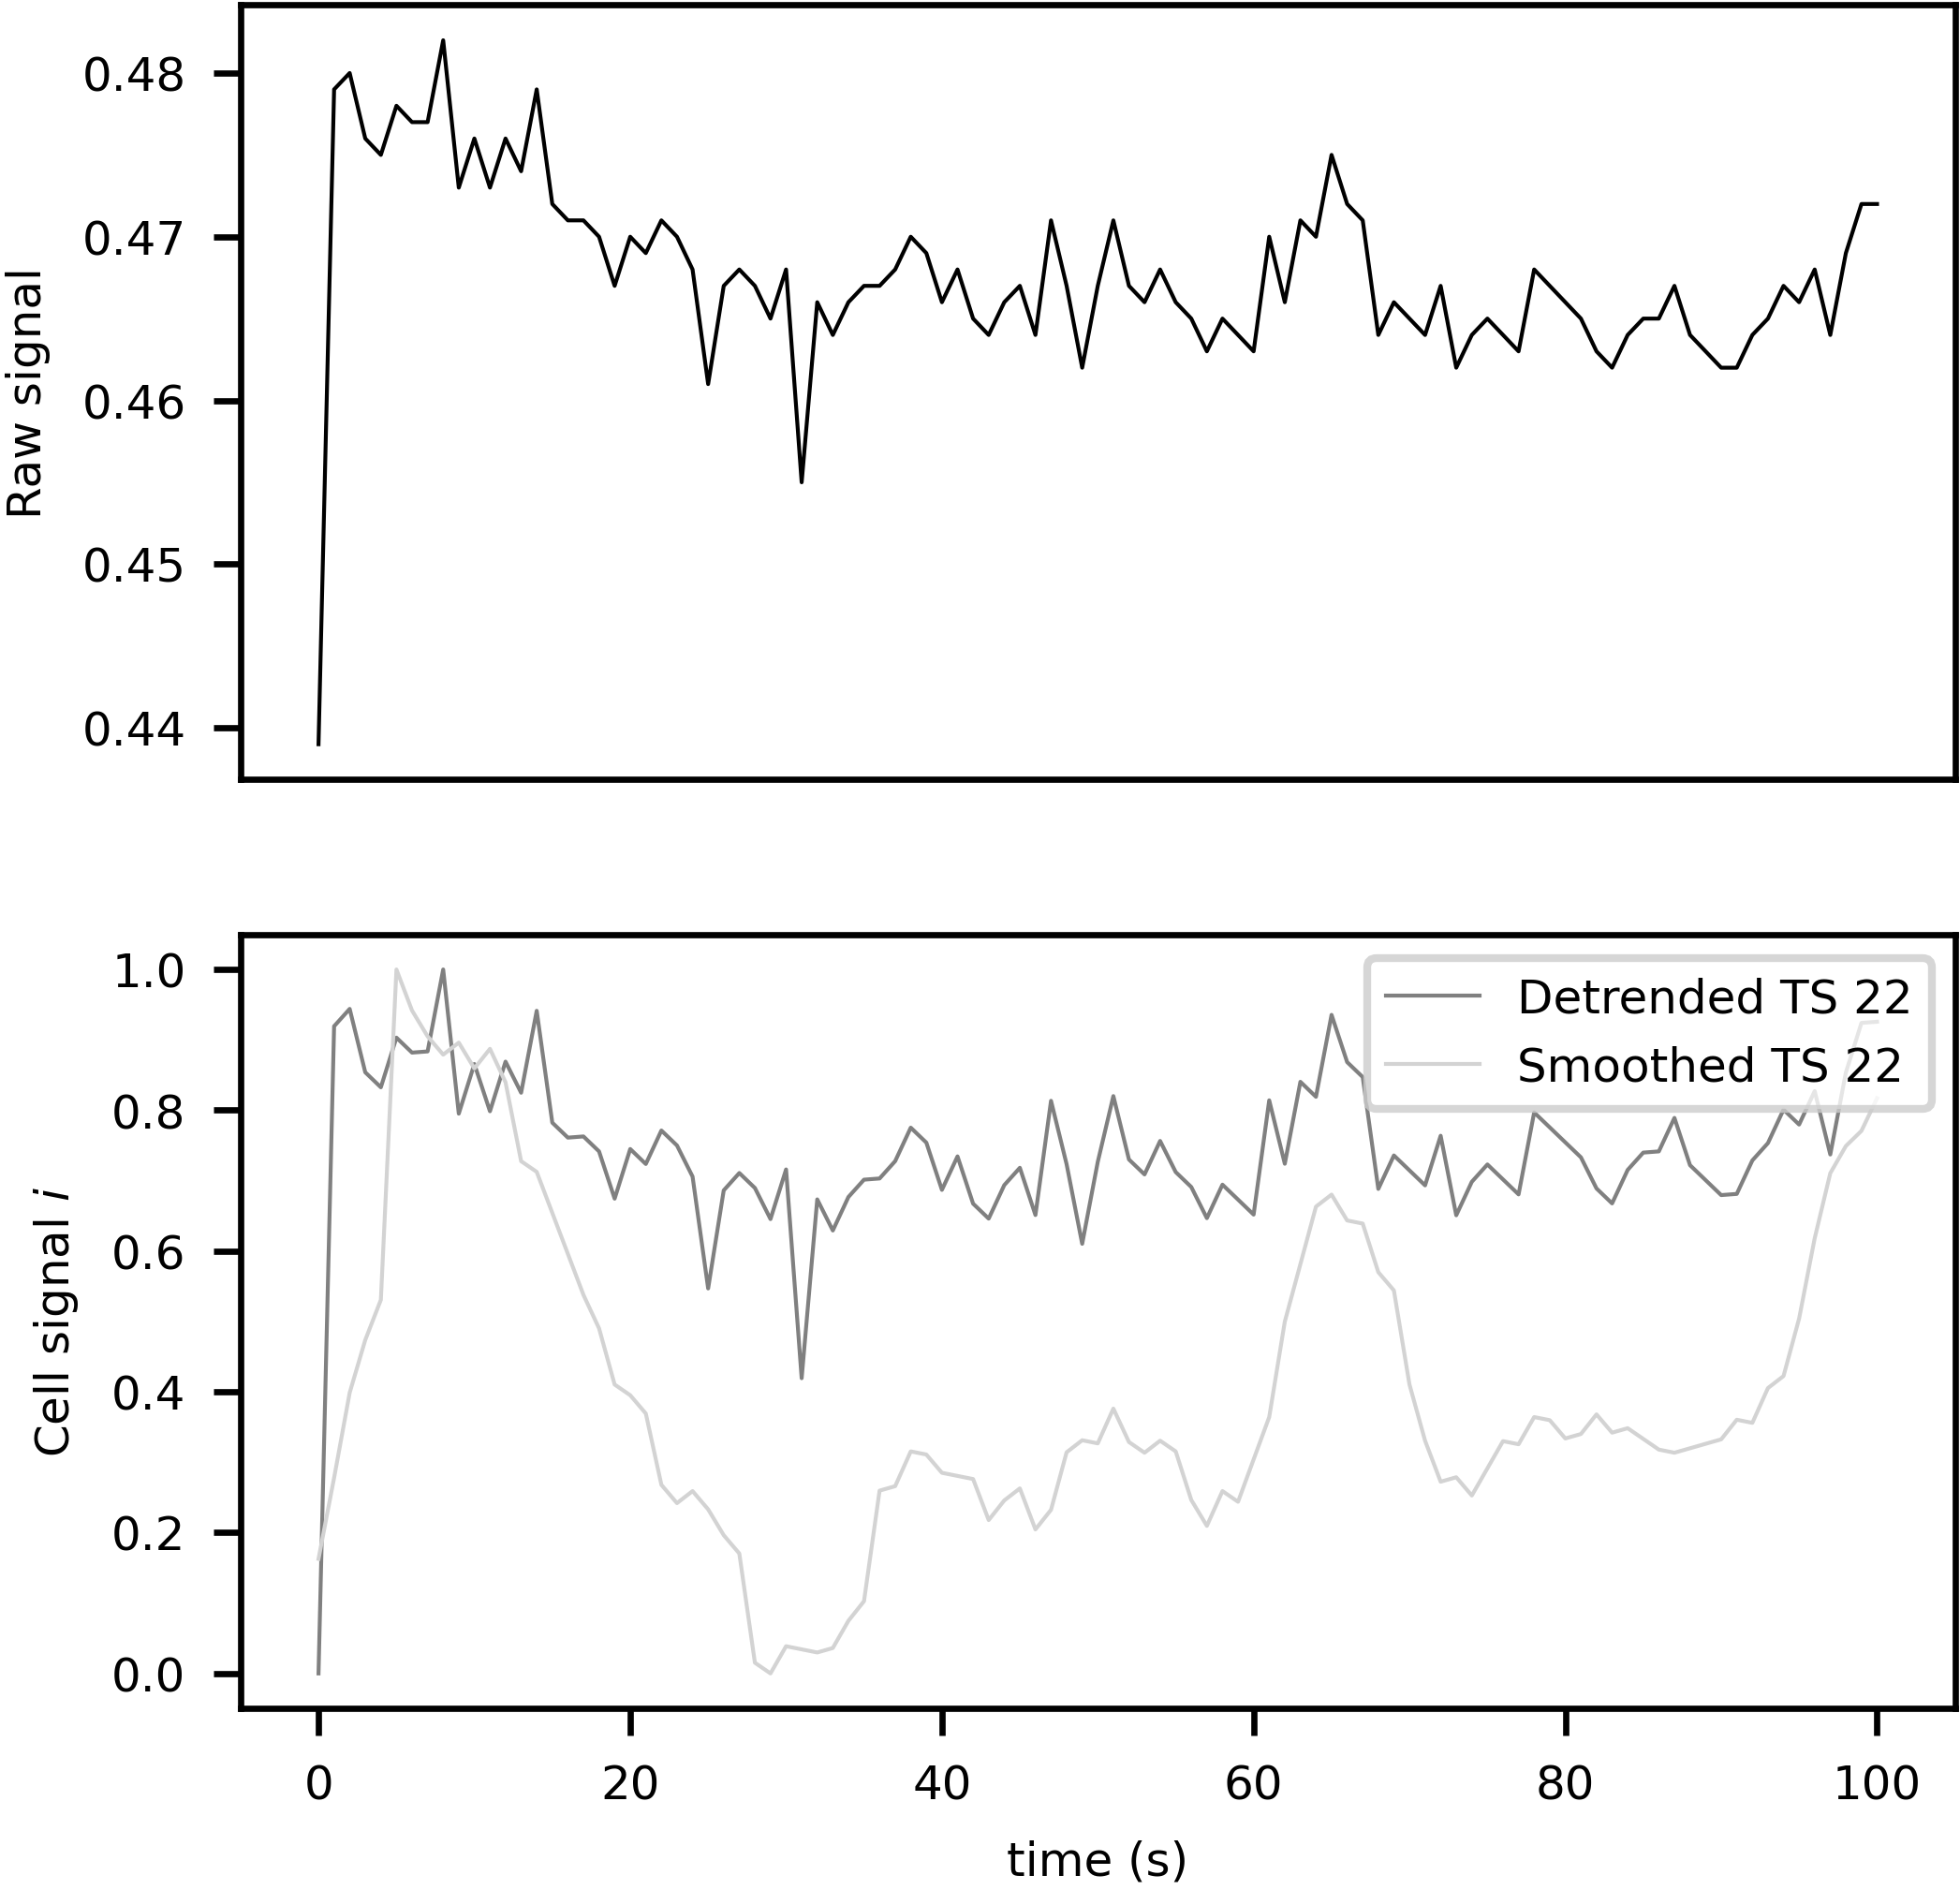 Raw signal
0.48
0.47
0.46
0.45
0.44
Cell signal i
1.0
0.8
0.6
0.4
0.2
0.0
Detrended TS 22
Smoothed TS 22
0 20 40 60 80 100
time (s)